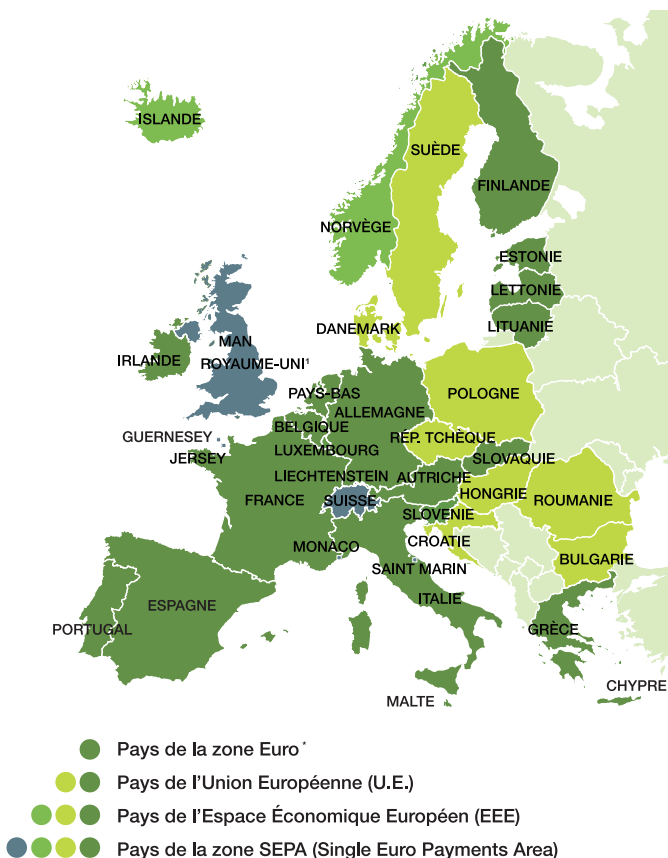 ISLANDE
SUÈDE
FINLANDE
NORVÈGE
ESTONIE
LETTONIE
LITUANIE
DANEMARK
MAN
IRLANDE
ROYAUME-UNI¹
PAYS-BAS
POLOGNE
ALLEMAGNE
BELGIQUE
GUERNESEY
RÉP. TCHÈQUE
JERSEY
LUXEMBOURG
SLOVAQUIE
LIECHTENSTEIN
AUTRICHE
FRANCE
SUISSE
HONGRIE
ROUMANIE
SLOVENIE
MONACO
CROATIE
BULGARIE
SAINT MARIN
ESPAGNE
ITALIE
PORTUGAL
GRÈCE
CHYPRE
MALTE
Pays de la zone Euro*
Pays de l'Union Européenne (U.E.)
Pays de l'Espace Économique Européen (EEE)
Pays de la zone SEPA (Single Euro Payments Area)